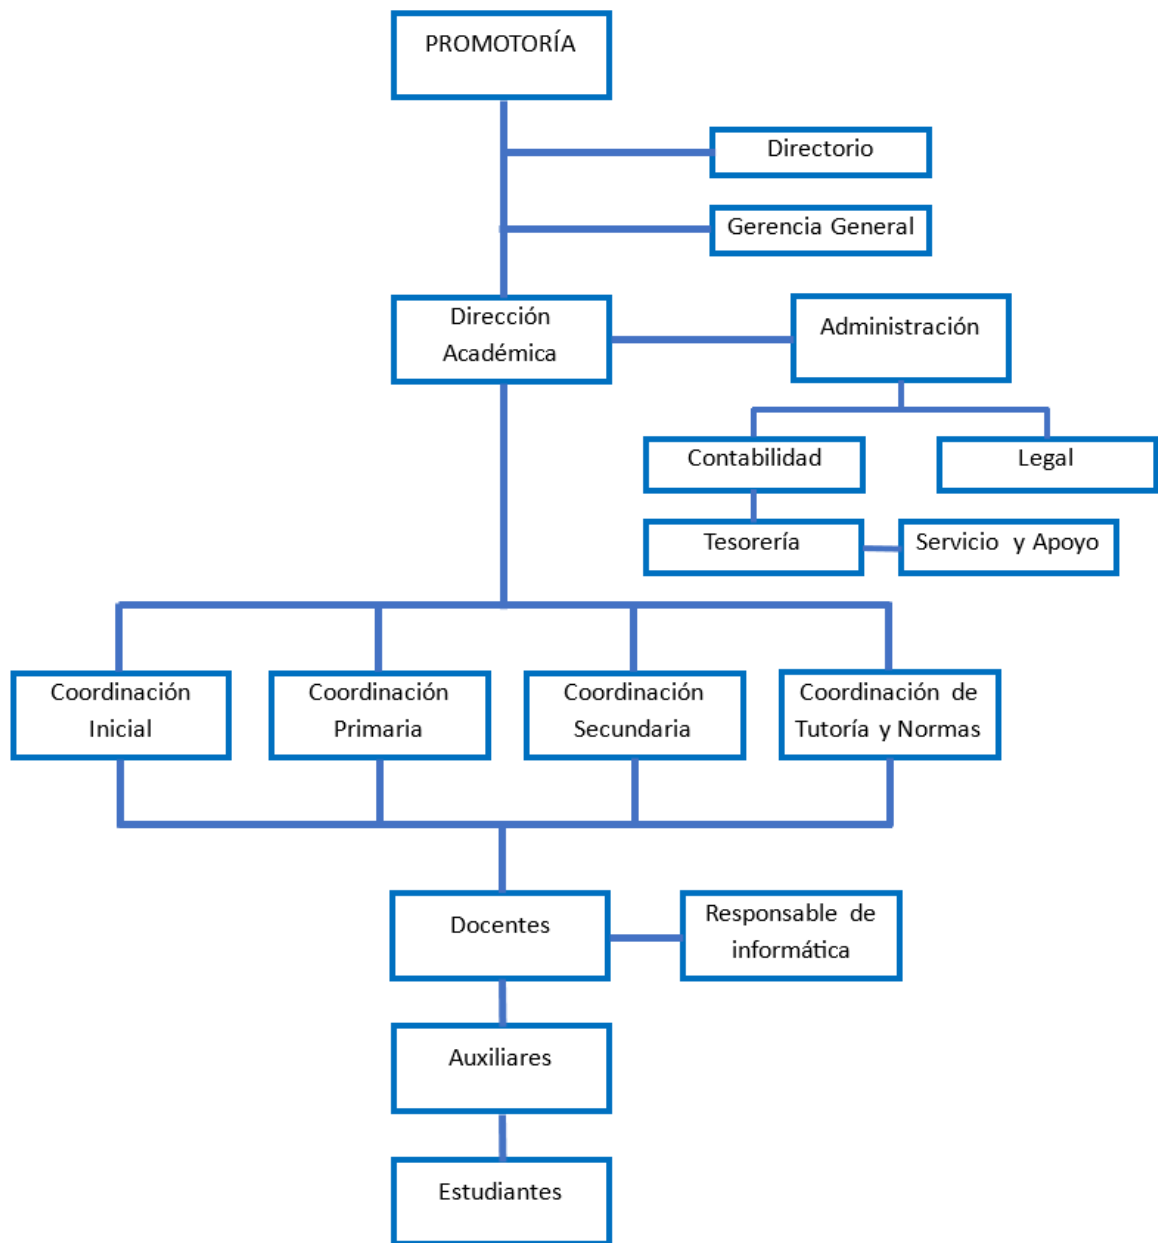 PROMOTORÍA
Directorio
Gerencia General
Dirección
Académica
Administración
Contabilidad
Legal
Tesorería
Servicio y Apoyo
Coordinación
Inicial
Coordinación
Primaria
Coordinación
Secundaria
Coordinación de
Tutoría y Normas
Docentes
Responsable de
informática
Auxiliares
Estudiantes